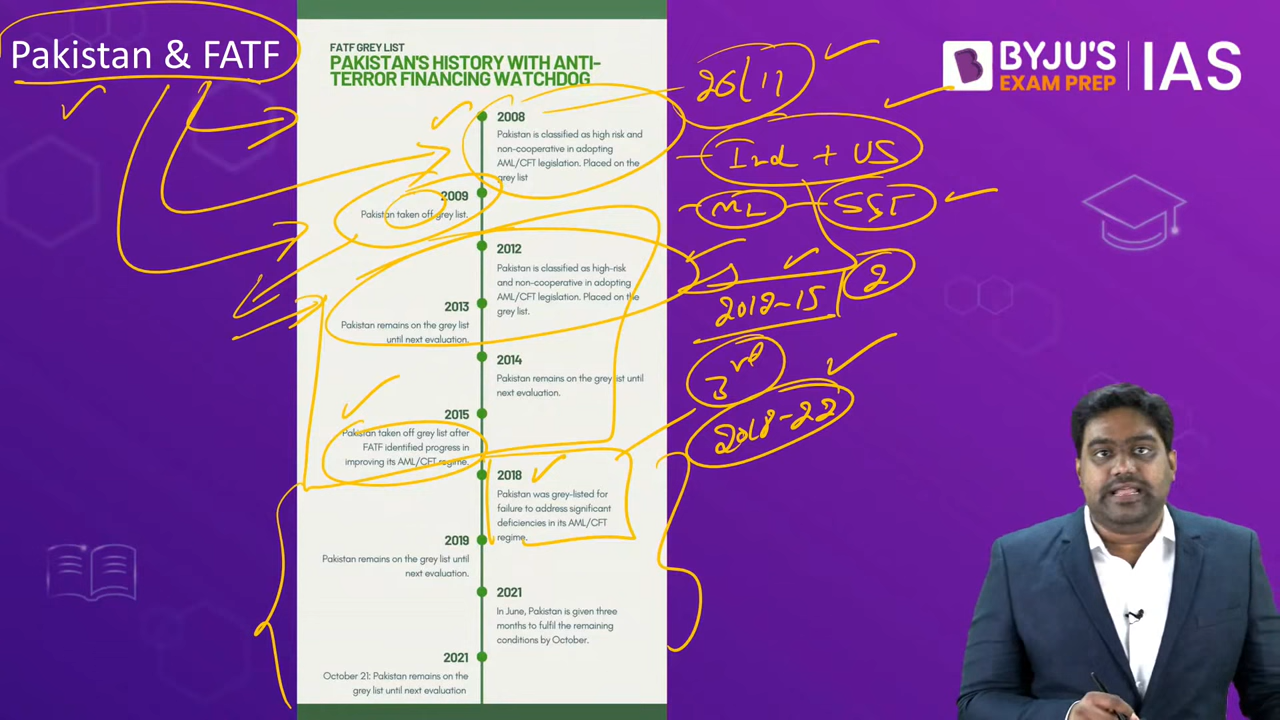 Pakistan & FATF
FATF GREY LIST
PAKISTAN'S HISTORY WITH ANTI-
TERROR FINANCING WATCHDOG
2008
Pakistan is classified as high risk and
non-cooperative in adopting
AML/CFT legislation. Placed on the
grey list
2009
Pakistan taken off grey list.
2012
Pakistan is classified as high-risk
and non-cooperative in adopting
AML/CFT legislation. Placed on the
grey list.
2013
Pakistan remains on the grey list
until next evaluation.
2014
Pakistan remains on the grey list until
next evaluation.
2015
Pakistan taken off grey list after
FATF identified progress in
improving its AML/CFT regime.
2018
Pakistan was grey-listed for
failure to address significant
deficiencies in its AML/CFT
regime.
2019
Pakistan remains on the grey list until
next evaluation.
2021
In June, Pakistan is given three
months to fulfil the remaining
conditions by October.
2021
October 21: Pakistan remains on the
grey list until next evaluation
26/11
Ind + US
ML
2012-15
2
3rd
2018-22
BYJU'S
EXAM PREP
IAS